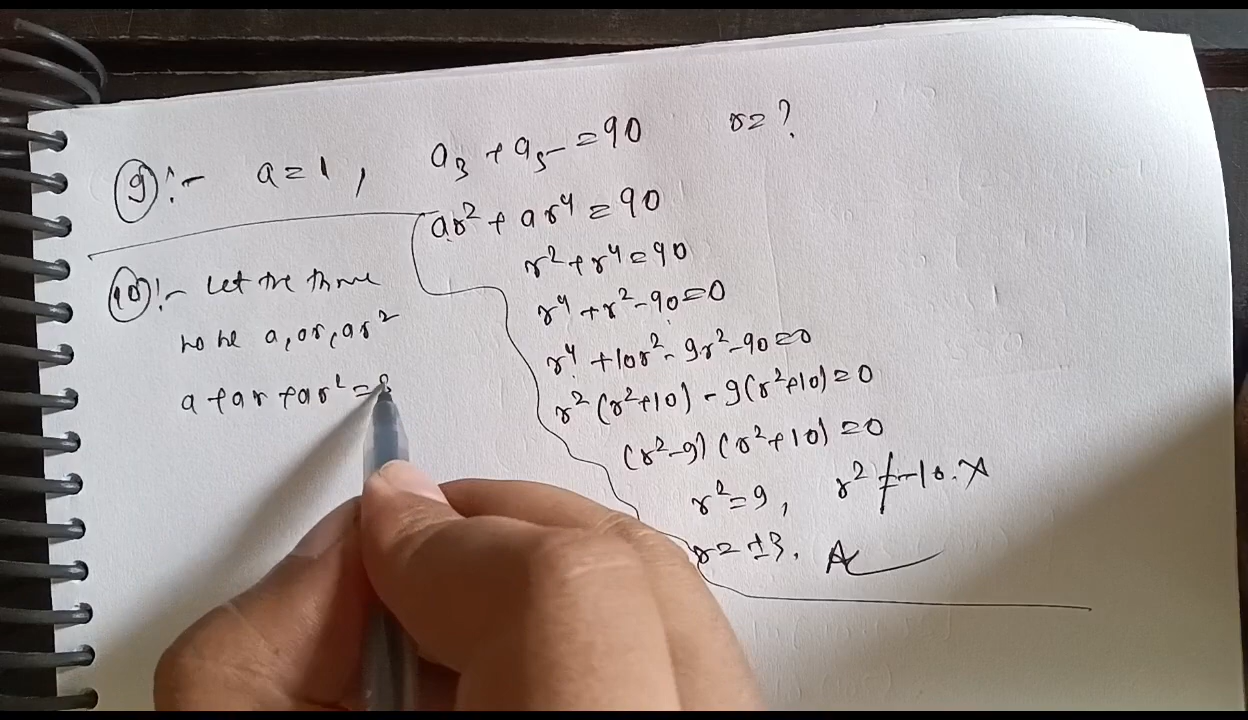 9:- a=1, a₃ + a₅ = 90 r=?
ar² + ar⁴ = 90
r² + r⁴ = 90
r⁴ + r² - 90 = 0
r⁴ + 10r² - 9r² - 90 = 0
r² (r² + 10) - 9(r² + 10) = 0
(r² - 9) (r² + 10) = 0
r² = 9, r² ≠ -10. X
r = ±3.
10:- Let the three
no be a, ar, ar²
a + ar + ar² =